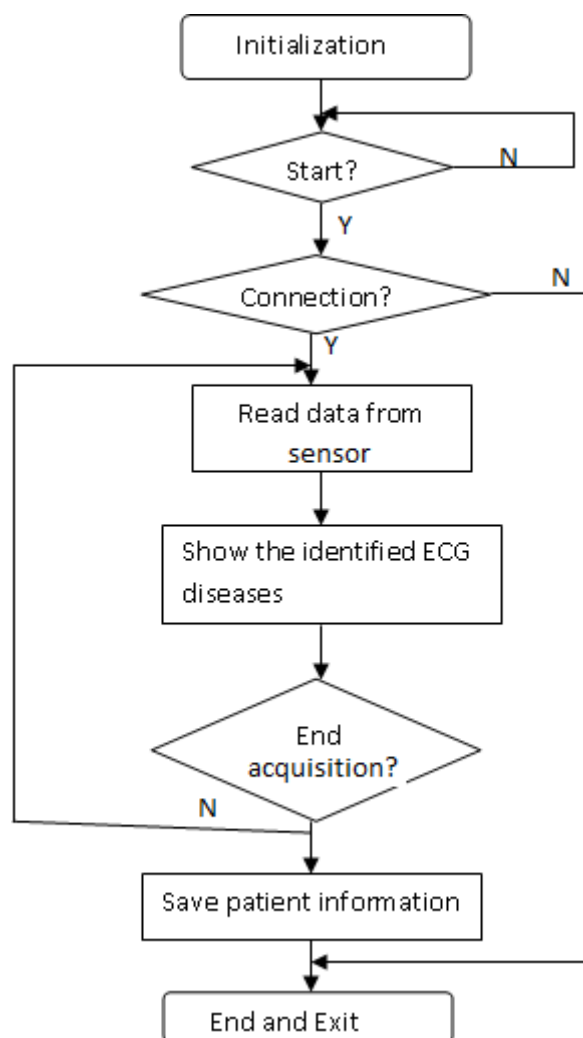 Initialization
Start?
N
Y
Connection?
N
Y
Read data from
sensor
Show the identified ECG
diseases
End
acquisition?
N
Save patient information
End and Exit